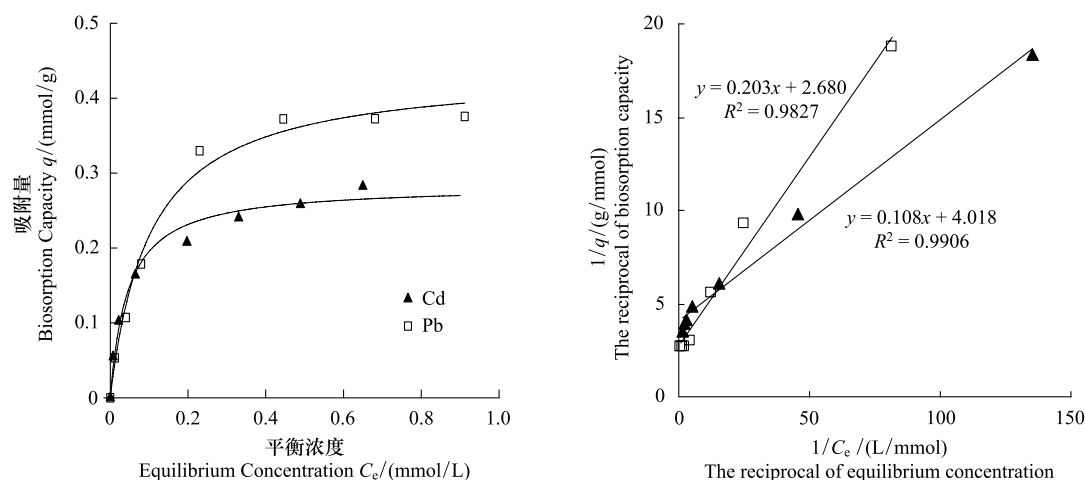 0.5
0.4
0.3
0.2
0.1
0
0
0.2
0.4
0.6
0.8
1.0
吸附量
Biosorption Capacity q/(mmol/g)
Cd
Pb
平衡浓度
Equilibrium Concentration Ce/(mmol/L)
20
15
10
5
0
0
50
100
150
1/q/(g/mmol)
The reciprocal of biosorption capacity
y = 0.203x + 2.680
R² = 0.9827
y = 0.108x + 4.018
R² = 0.9906
1/Ce /(L/mmol)
The reciprocal of equilibrium concentration